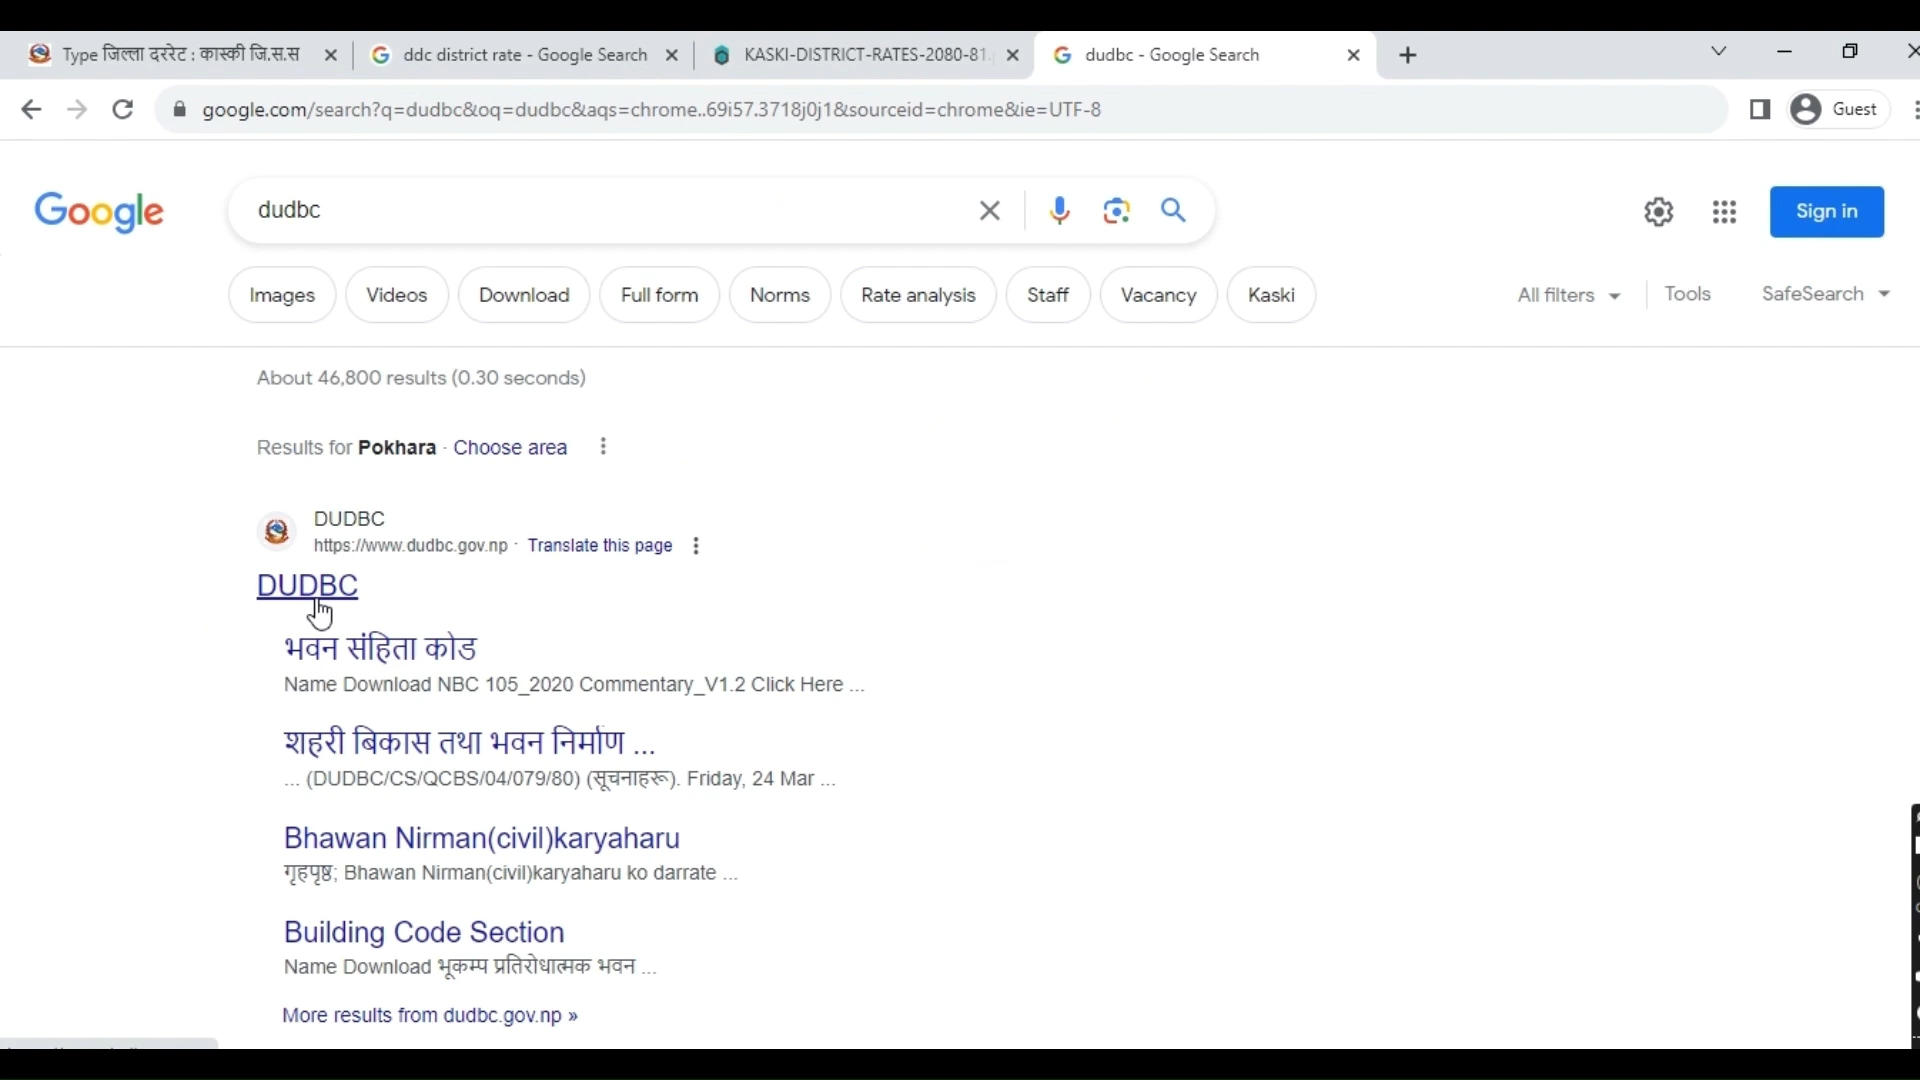 Type जिल्ला दररेट : कास्की जि.स.स
ddc district rate - Google Search
KASKI-DISTRICT-RATES-2080-81.
dudbc - Google Search
google.com/search?q=dudbc&oq=dudbc&aqs=chrome..69i57.3718j0j1&sourceid=chrome&ie=UTF-8
Guest
Google
dudbc
Sign in
Images
Videos
Download
Full form
Norms
Rate analysis
Staff
Vacancy
Kaski
All filters
Tools
SafeSearch
About 46,800 results (0.30 seconds)
Results for Pokhara · Choose area
DUDBC
https://www.dudbc.gov.np · Translate this page
DUDBC
भवन संहिता कोड
Name Download NBC 105_2020 Commentary_V1.2 Click Here ...
शहरी बिकास तथा भवन निर्माण ...
... (DUDBC/CS/QCBS/04/079/80) (सूचनाहरू). Friday, 24 Mar ...
Bhawan Nirman(civil)karyaharu
गृहपृष्ठ; Bhawan Nirman(civil)karyaharu ko darrate ...
Building Code Section
Name Download भूकम्प प्रतिरोधात्मक भवन ...
More results from dudbc.gov.np »